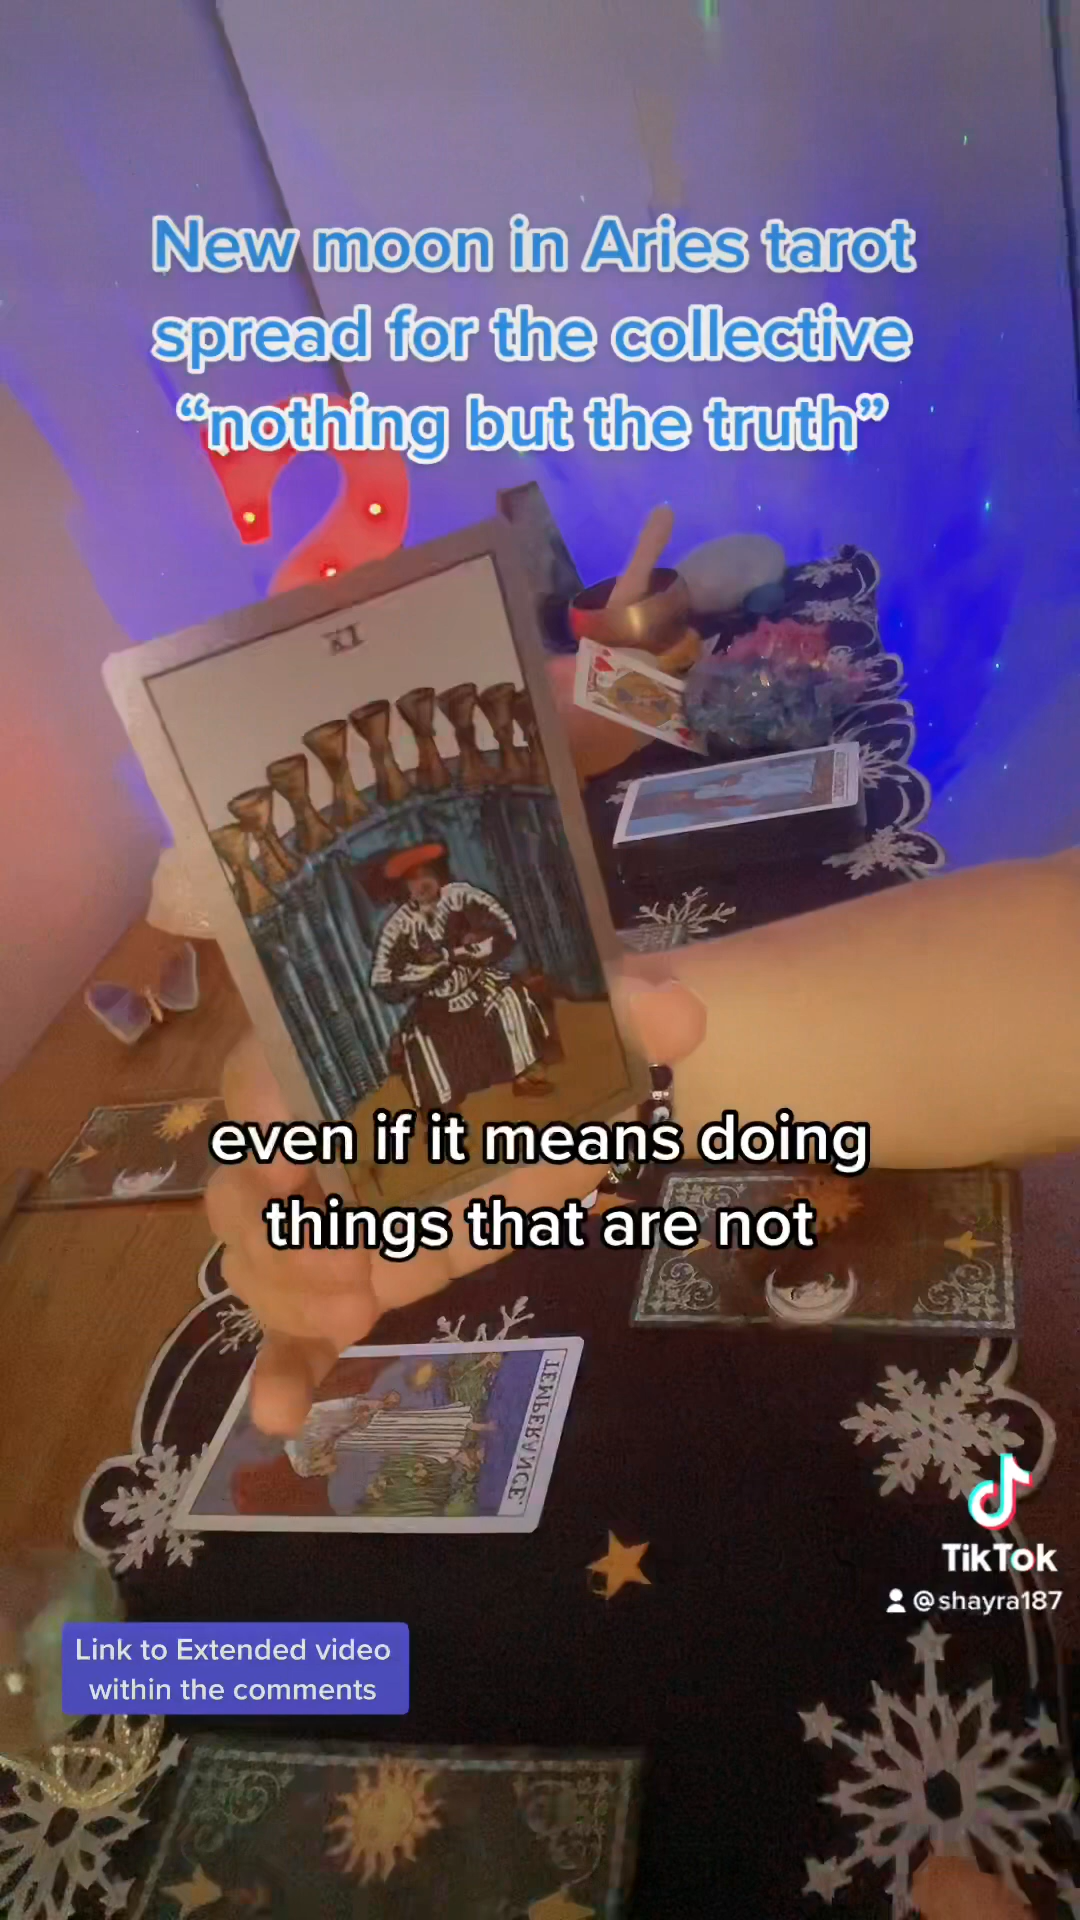 New moon in Aries tarot
spread for the collective
“nothing but the truth”
IX
even if it means doing
things that are not
TEMPERANCE.
TikTok
@shayra187
Link to Extended video
within the comments